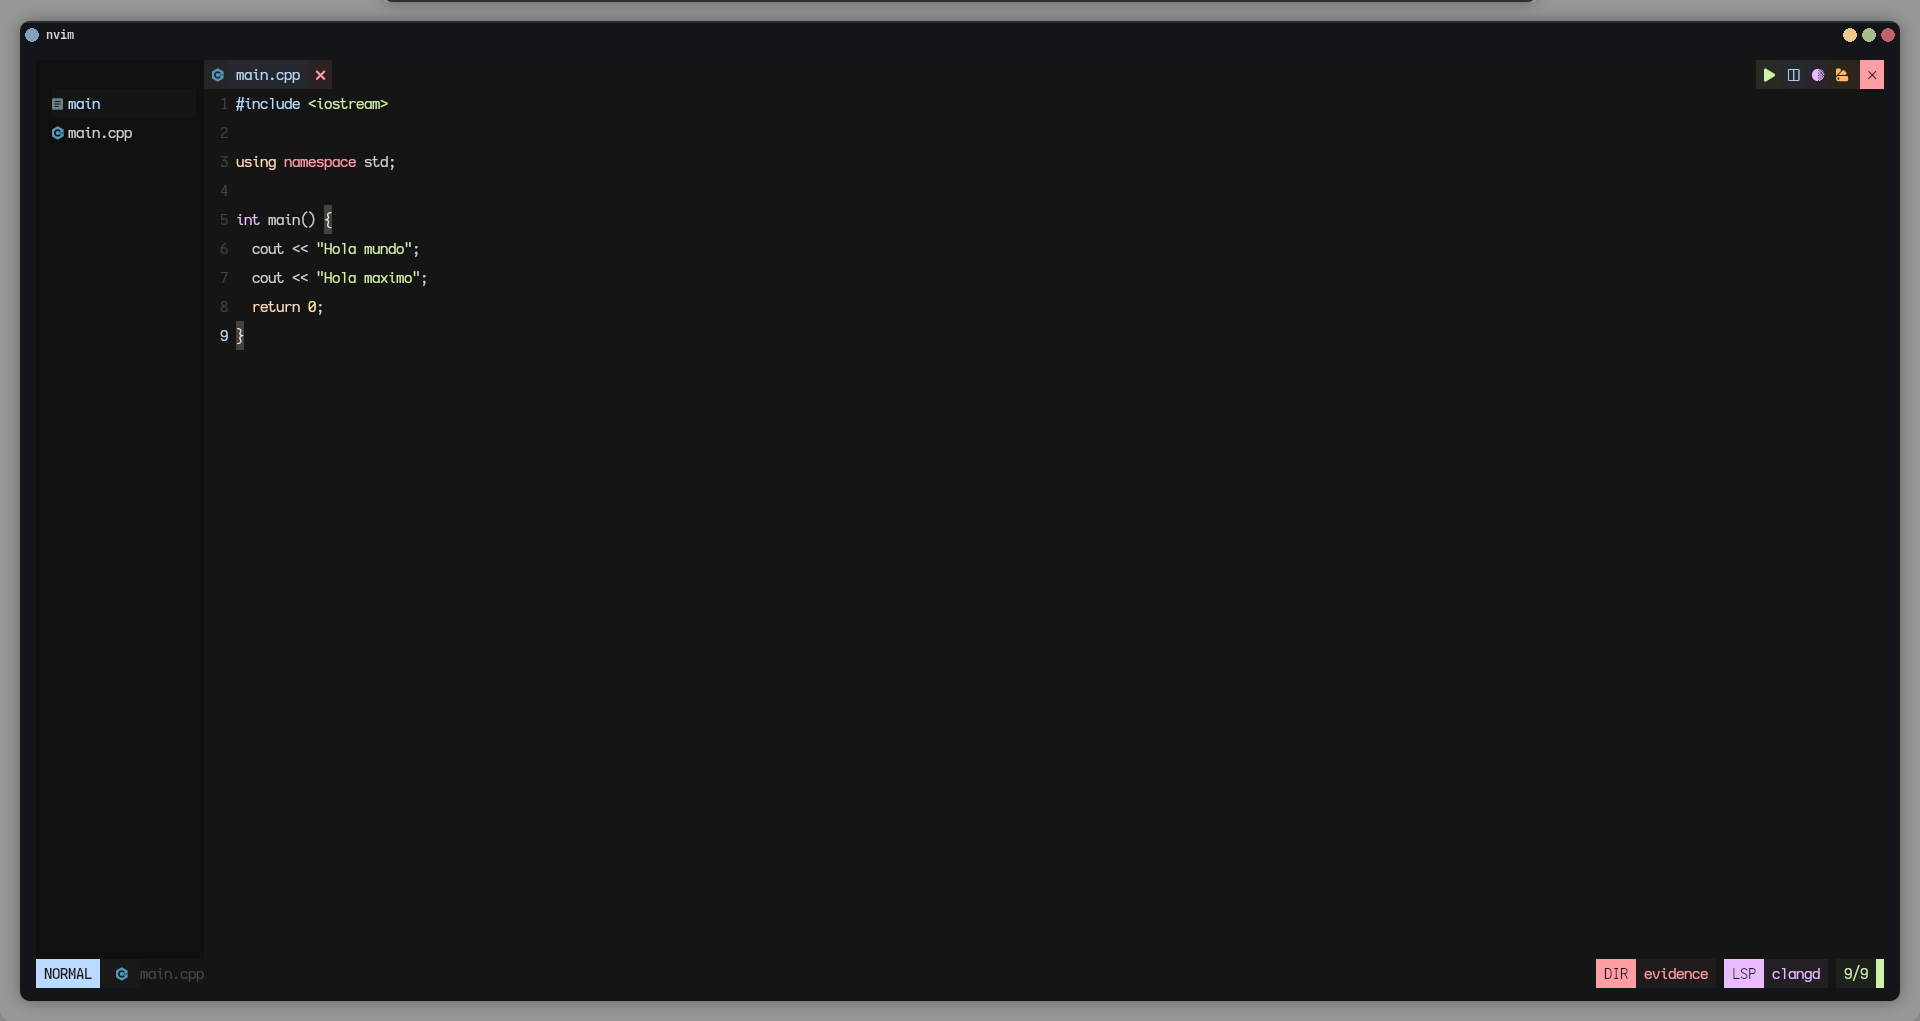 nvim
main.cpp
main
main.cpp
1 #include <iostream>
2
3 using namespace std;
4
5 int main() {
6   cout << "Hola mundo";
7   cout << "Hola maximo";
8   return 0;
9 }
NORMAL main.cpp DIR evidence LSP clangd 9/9